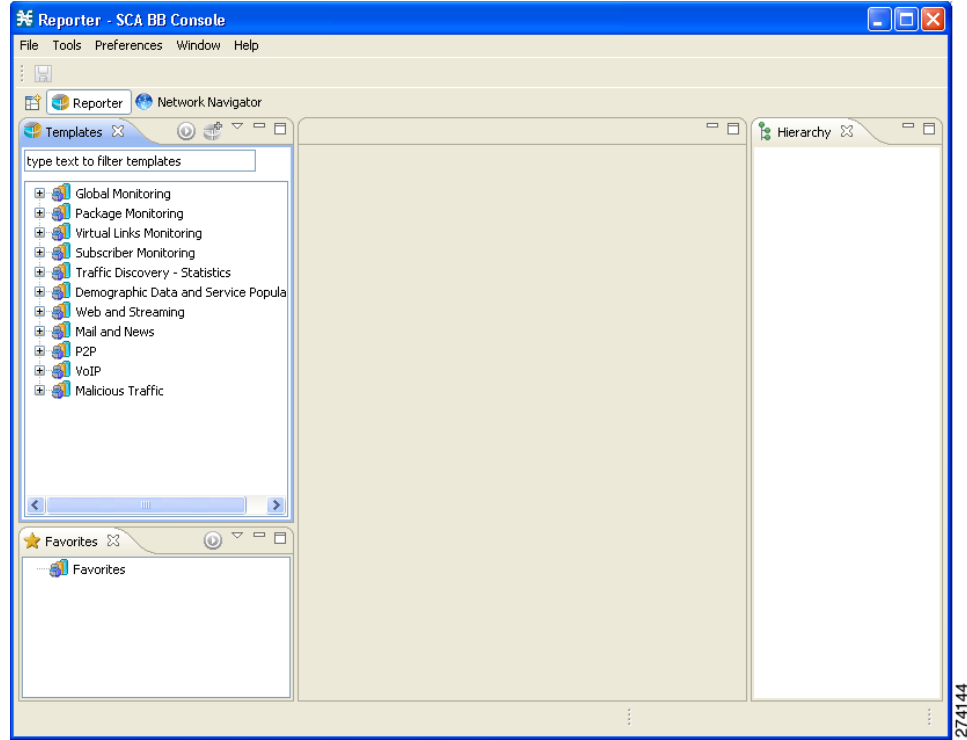 Reporter - SCA BB Console
File Tools Preferences Window Help
Reporter Network Navigator
Templates
type text to filter templates
Global Monitoring
Package Monitoring
Virtual Links Monitoring
Subscriber Monitoring
Traffic Discovery - Statistics
Demographic Data and Service Popula
Web and Streaming
Mail and News
P2P
VoIP
Malicious Traffic
Favorites
Favorites
Hierarchy
274144